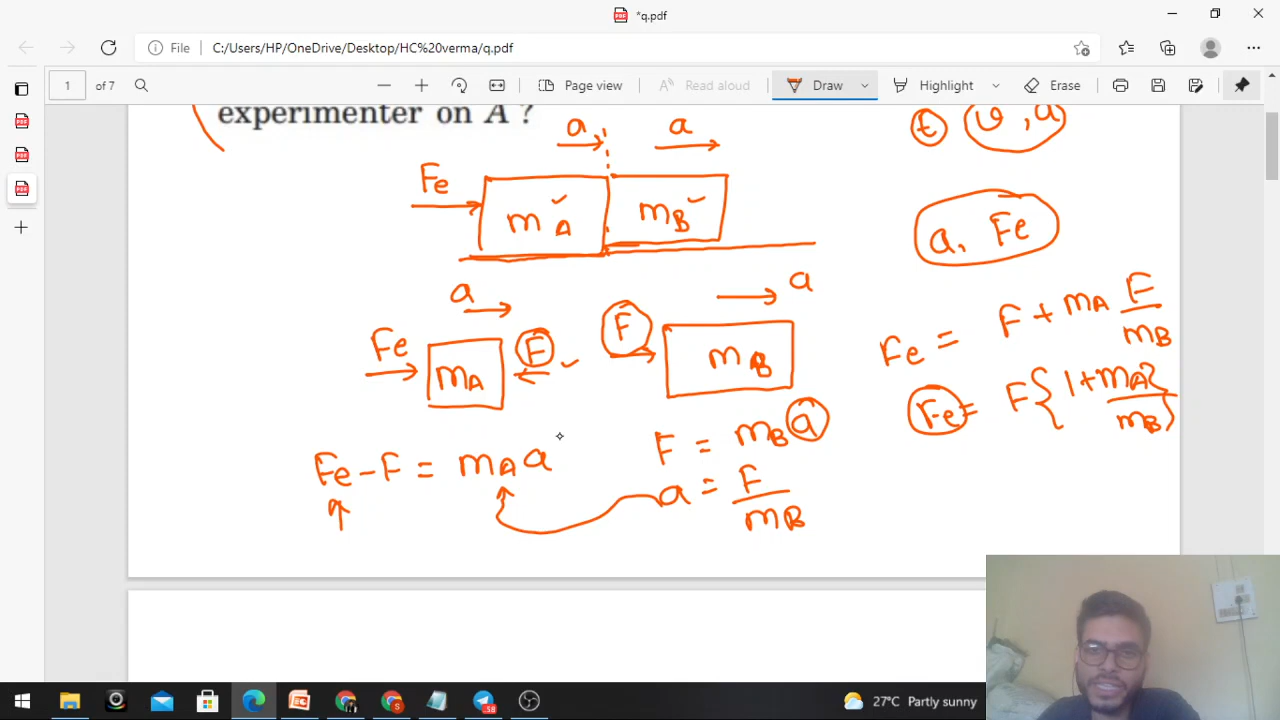 *q.pdf
File C:/Users/HP/OneDrive/Desktop/HC%20verma/q.pdf
1 of 7 Page view Read aloud Draw Highlight Erase
experimenter on A ?
a a
t v, a
Fe
mA mB
a, Fe
a a
Fe mA F F mB
Fe = F + mA F/mB
Fe = F{1+mA/mB}
Fe - F = mA a
F = mB a
a = F/mB
58
27°C Partly sunny